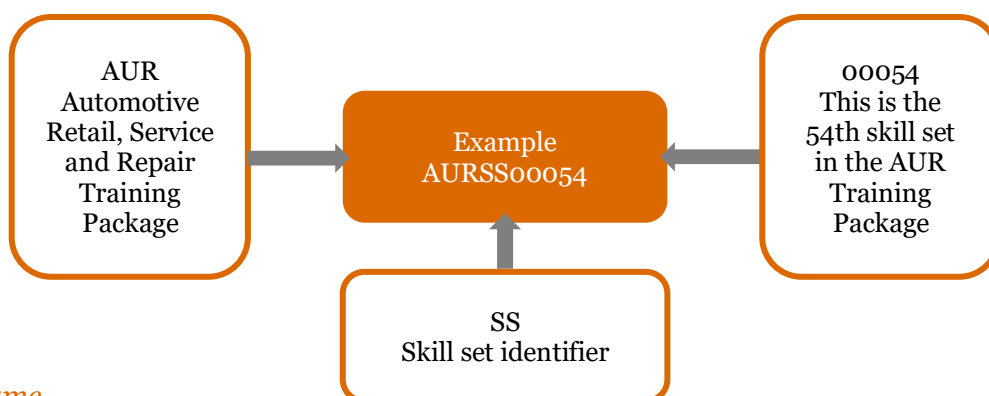 AUR
Automotive
Retail, Service
and Repair
Training
Package
Example
AURSS00054
00054
This is the
54th skill set
in the AUR
Training
Package
SS
Skill set identifier